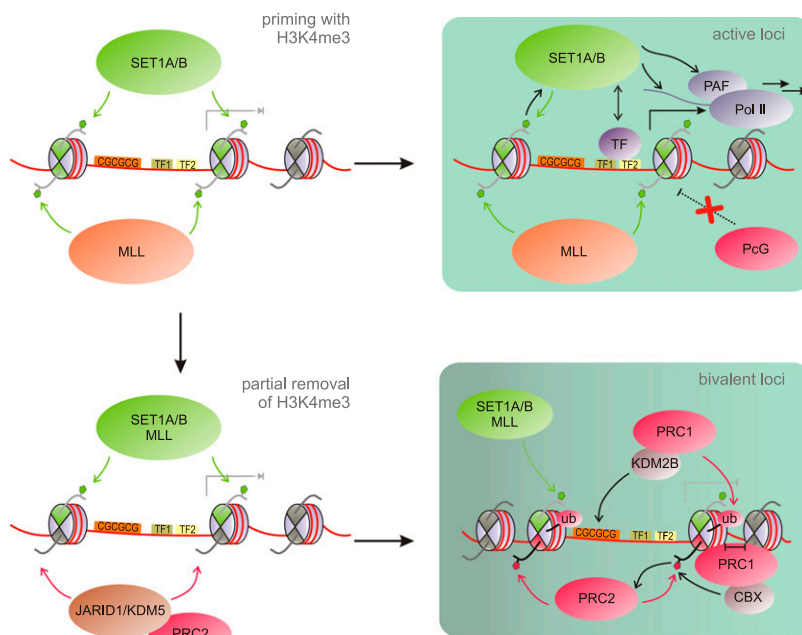 priming with
H3K4me3
SET1A/B
CGCGCG
TF1
TF2
MLL
active loci
SET1A/B
PAF
Pol II
TF
CGCGCG
TF1
TF2
MLL
PcG
partial removal
of H3K4me3
SET1A/B
MLL
CGCGCG
TF1
TF2
JARID1/KDM5
PRC2
bivalent loci
SET1A/B
MLL
PRC1
KDM2B
ub
CGCGCG
TF1
TF2
ub
PRC1
PRC2
CBX